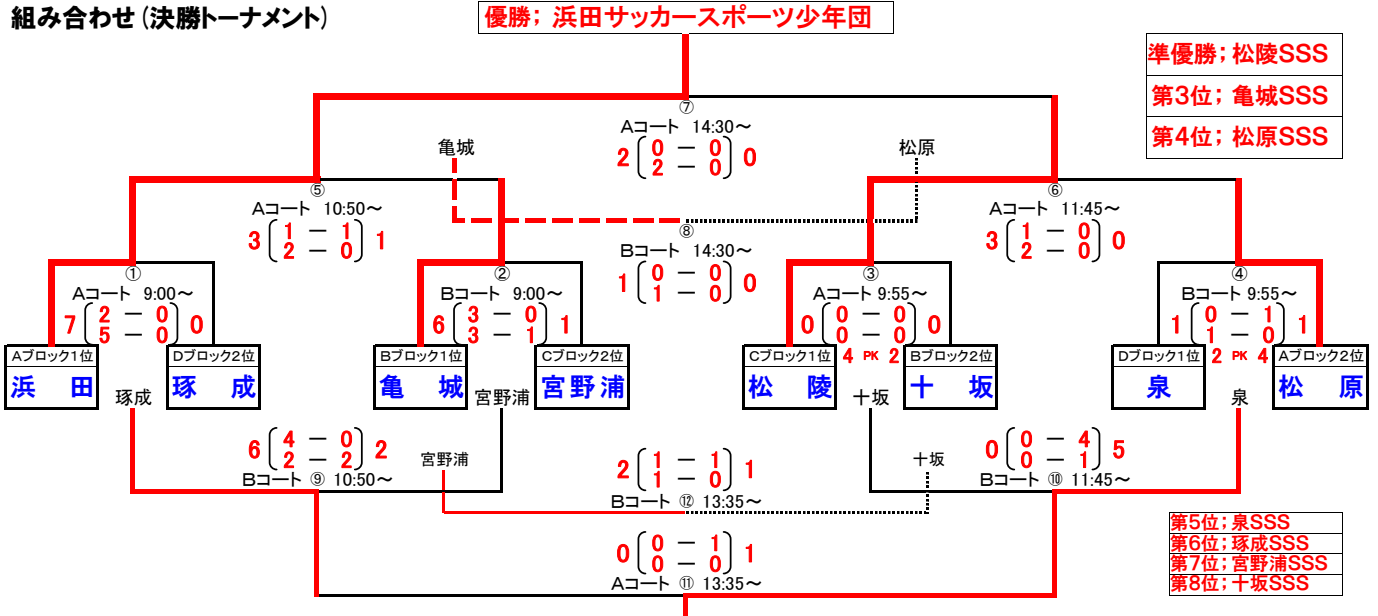 組み合わせ(決勝トーナメント)
優勝; 浜田サッカースポーツ少年団
準優勝; 松陵SSS
第3位; 亀城SSS
第4位; 松原SSS
⑦
Aコート 14:30～
2 0 － 0 0
2 － 0
亀城
松原
⑤
Aコート 10:50～
3 1 － 1 1
2 － 0
⑥
Aコート 11:45～
3 1 － 0 0
2 － 0
⑧
Bコート 14:30～
1 0 － 0 0
1 － 0
①
Aコート 9:00～
7 2 － 0 0
5 － 0
②
Bコート 9:00～
6 3 － 0 1
3 － 1
③
Aコート 9:55～
0 0 － 0 0
0 － 0
4 PK 2
④
Bコート 9:55～
1 0 － 1 1
1 － 0
2 PK 4
Aブロック1位
浜 田
Dブロック2位
琢 成
Bブロック1位
亀 城
Cブロック2位
宮野浦
Cブロック1位
松 陵
Bブロック2位
十 坂
Dブロック1位
泉
Aブロック2位
松 原
琢成
宮野浦
十坂
泉
6 4 － 0 2
2 － 2
Bコート ⑨ 10:50～
宮野浦
2 1 － 1 1
1 － 0
Bコート ⑫ 13:35～
十坂
0 0 － 4 5
0 － 1
Bコート ⑩ 11:45～
0 0 － 1 1
0 － 0
Aコート ⑪ 13:35～
第5位; 泉SSS
第6位; 琢成SSS
第7位; 宮野浦SSS
第8位; 十坂SSS